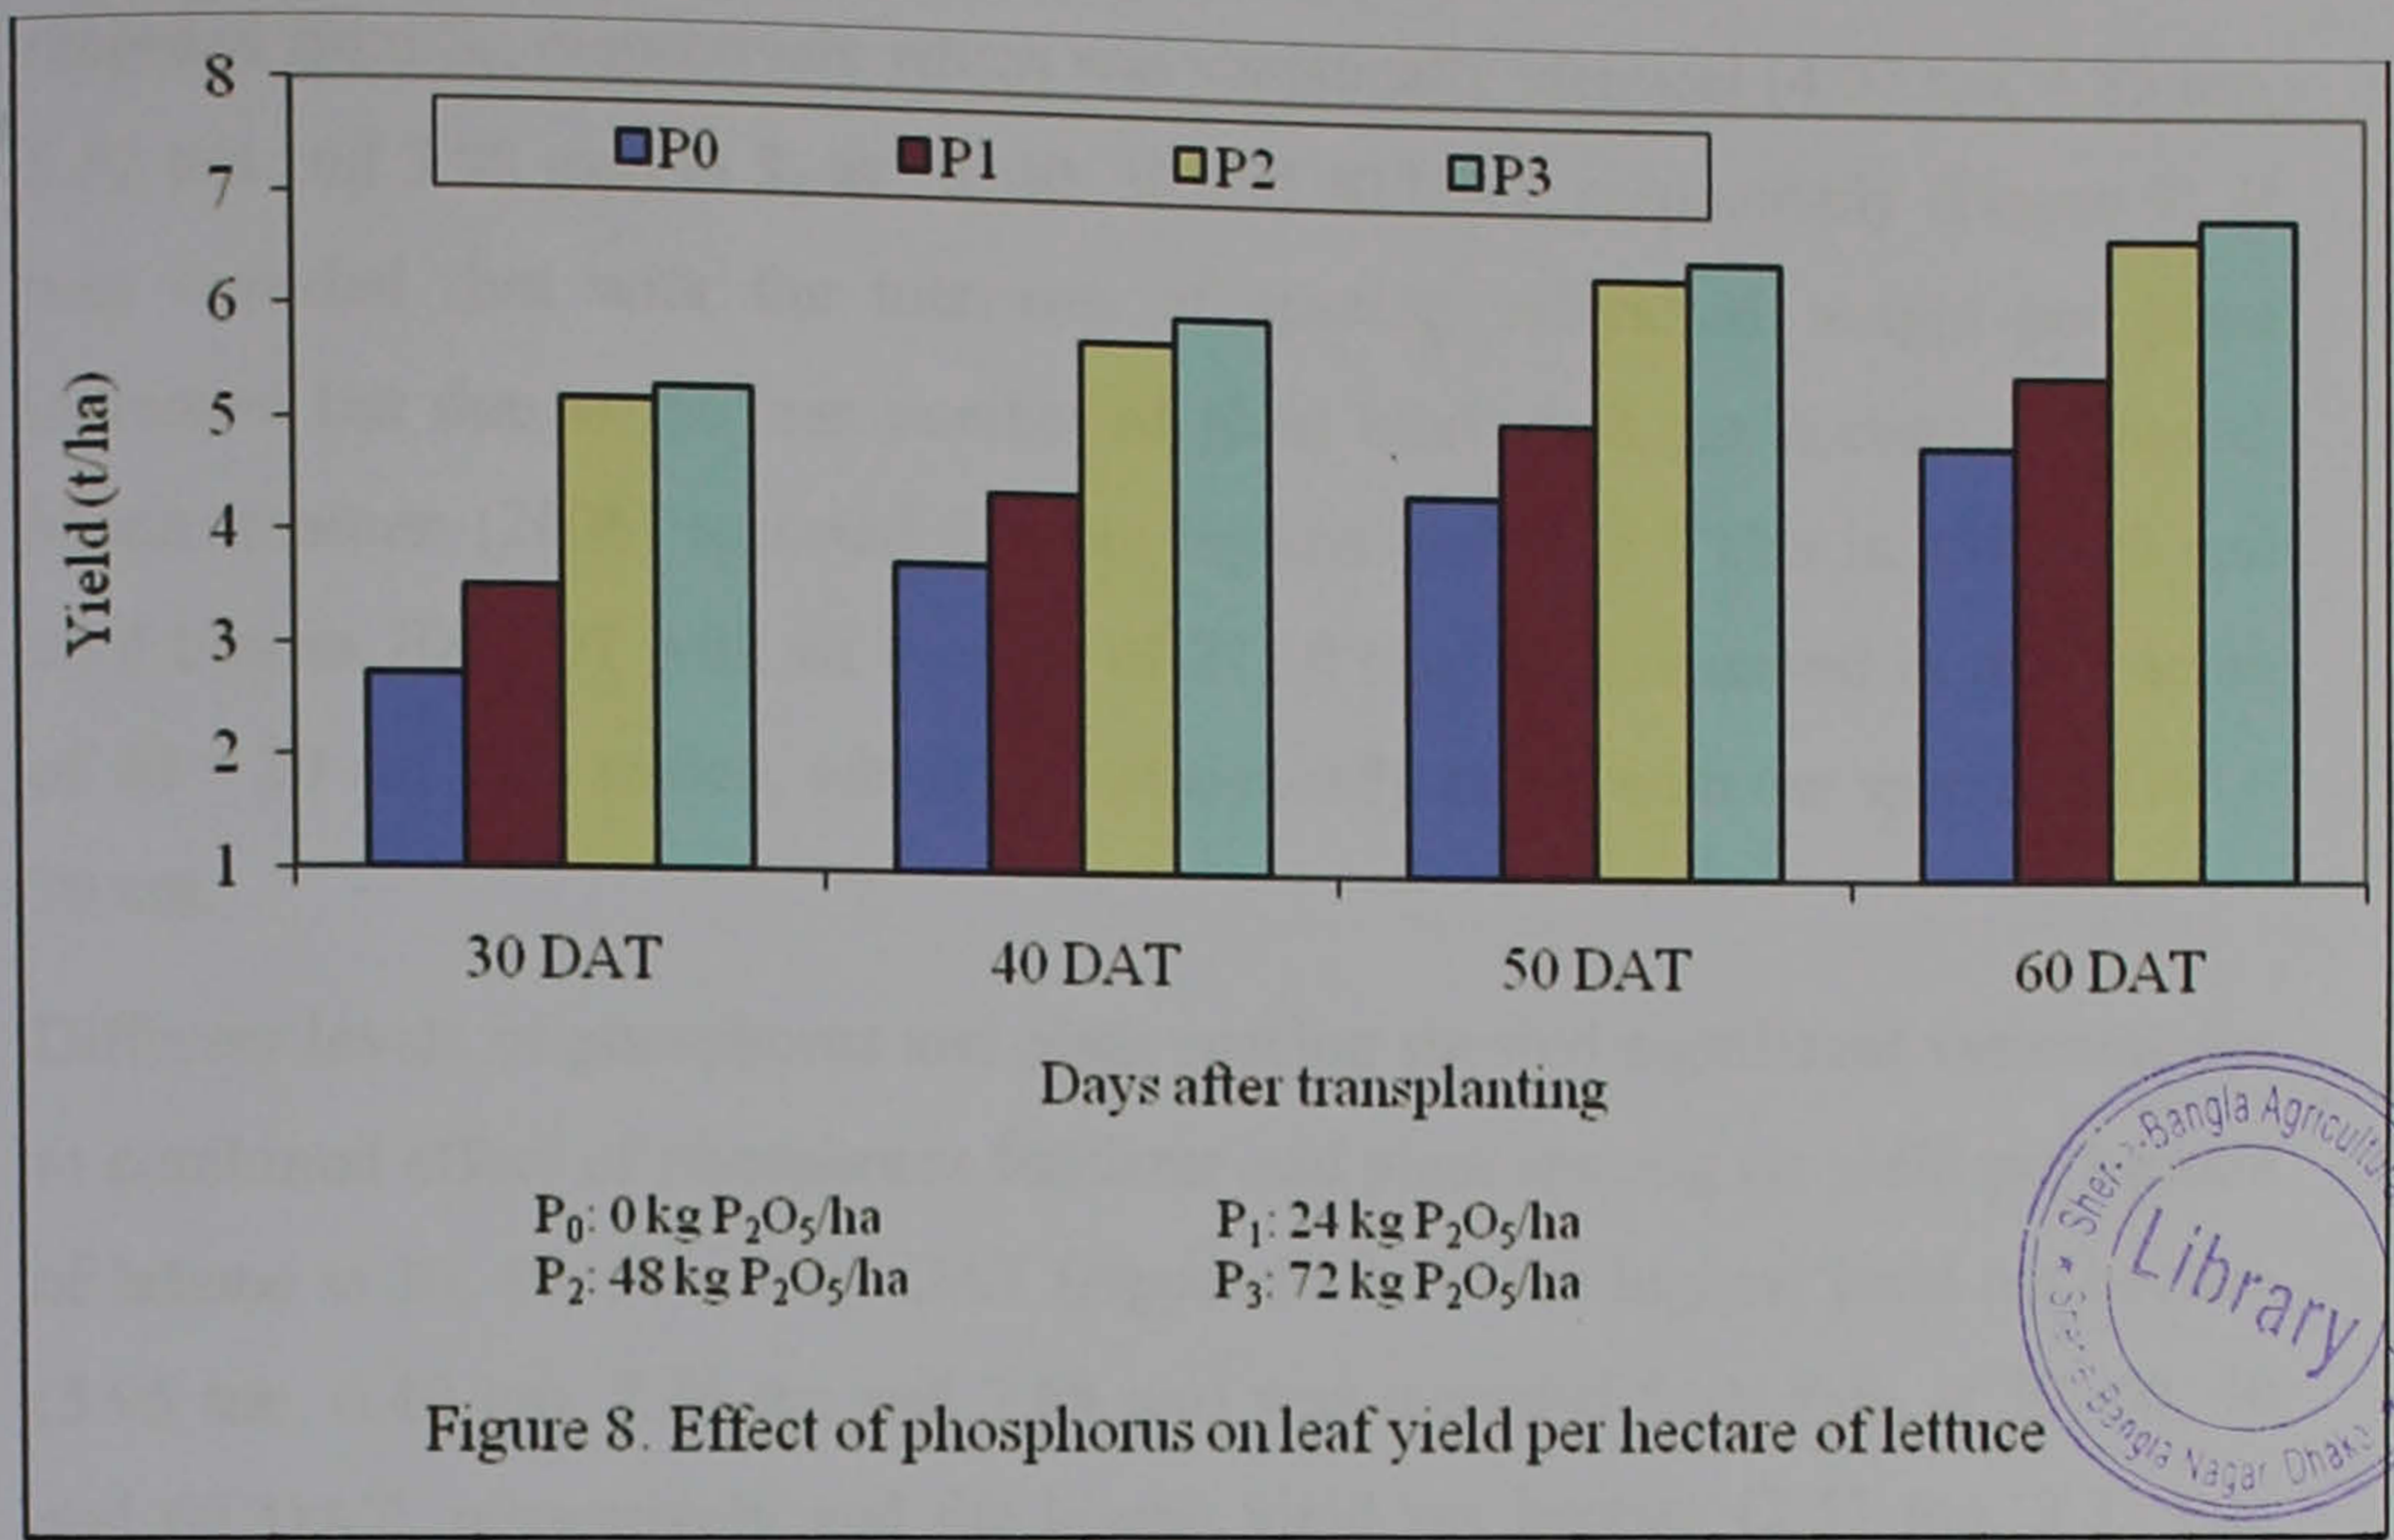 8
P0 P1 P2 P3
7
6
5
4
3
2
1
Yield (t/ha)
30 DAT 40 DAT 50 DAT 60 DAT
Days after transplanting
P₀: 0 kg P₂O₅/ha P₁: 24 kg P₂O₅/ha
P₂: 48 kg P₂O₅/ha P₃: 72 kg P₂O₅/ha
Figure 8. Effect of phosphorus on leaf yield per hectare of lettuce
Sher Bangla
Library
Bangla Nagar Dhaka